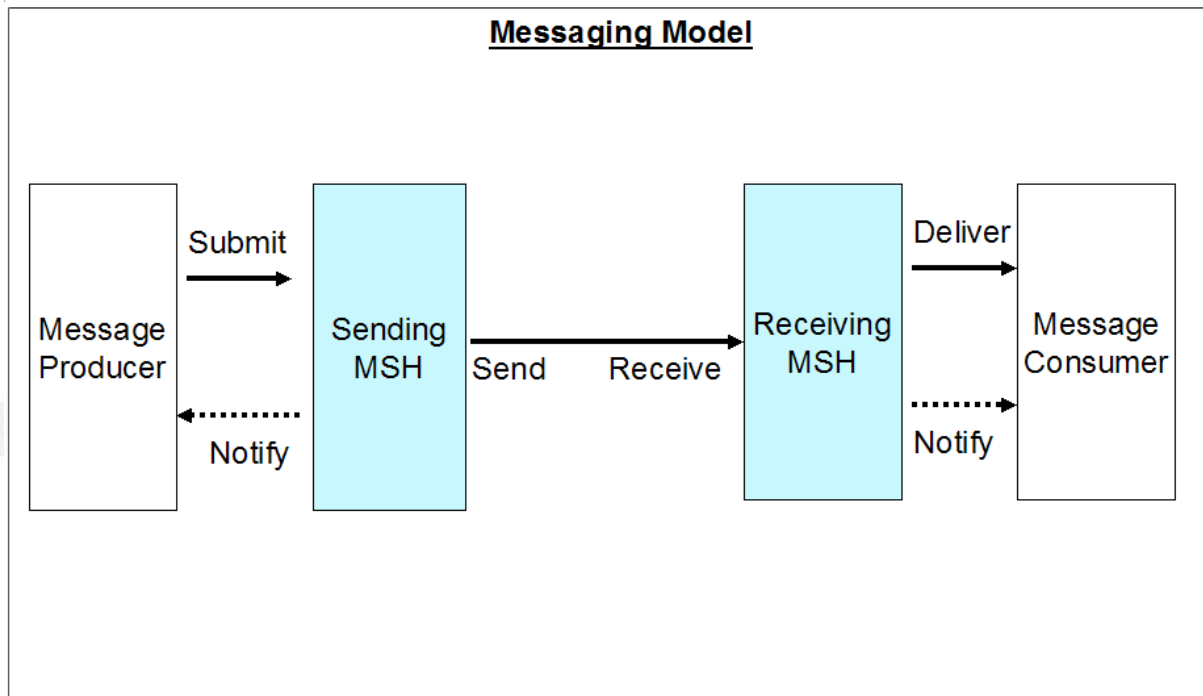 Messaging Model
Submit
Deliver
Message
Producer
Sending
MSH
Receiving
MSH
Message
Consumer
Send
Receive
Notify
Notify